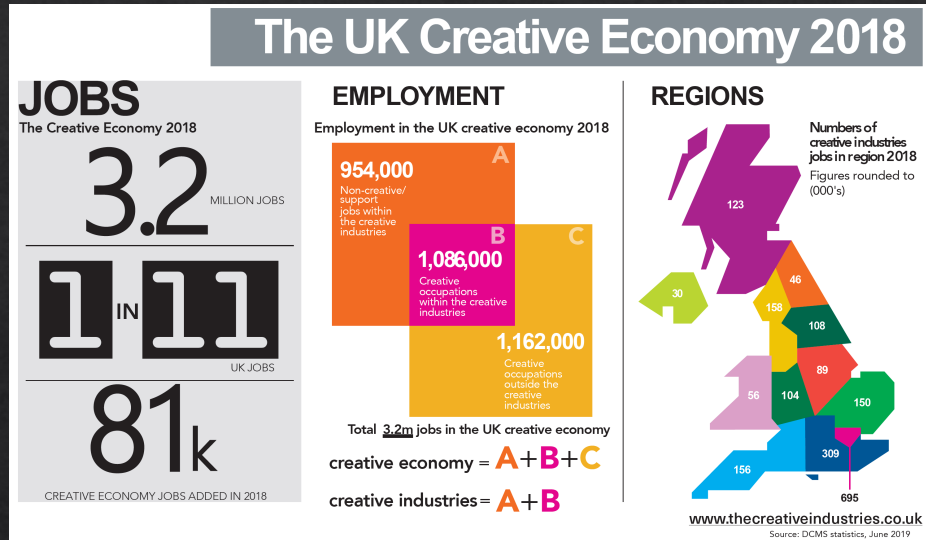 The UK Creative Economy 2018
JOBS
The Creative Economy 2018
3.2
MILLION JOBS
1 IN 11
UK JOBS
81k
CREATIVE ECONOMY JOBS ADDED IN 2018
EMPLOYMENT
Employment in the UK creative economy 2018
A
954,000
Non-creative/
support
jobs within
the creative
industries
B
1,086,000
Creative
occupations
within the creative
industries
C
1,162,000
Creative
occupations
outside the
creative
industries
Total 3.2m jobs in the UK creative economy
creative economy = A+B+C
creative industries= A+B
REGIONS
Numbers of
creative industries
jobs in region 2018
Figures rounded to
(000's)
123
30
46
158
108
89
56
104
150
309
156
695
www.thecreativeindustries.co.uk
Source: DCMS statistics, June 2019